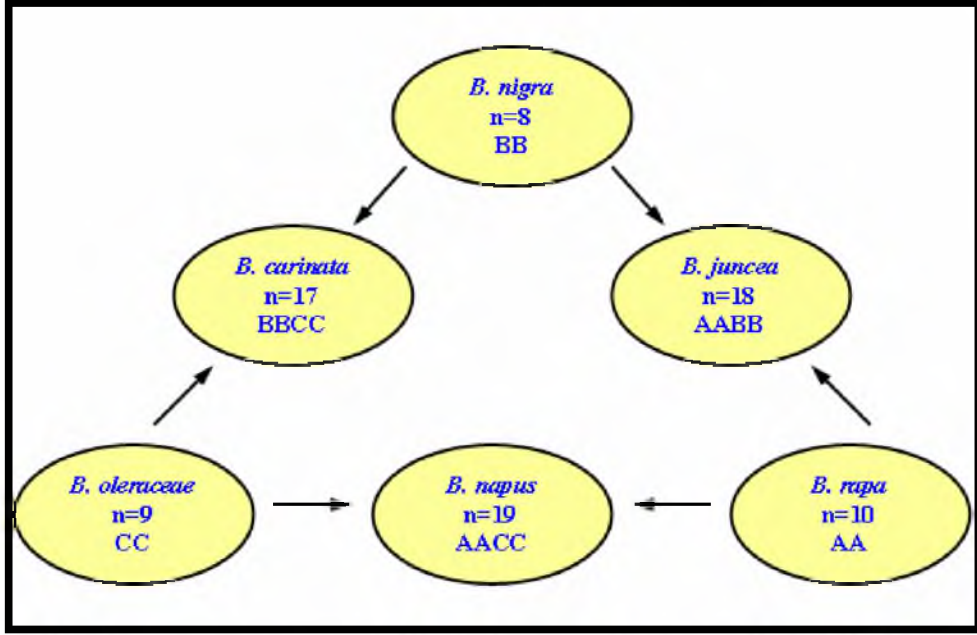 B. nigra
n=8
BB
B. carinata
n=17
BBCC
B. juncea
n=18
AABB
B. oleraceae
n=9
CC
B. napus
n=19
AACC
B. rapa
n=10
AA